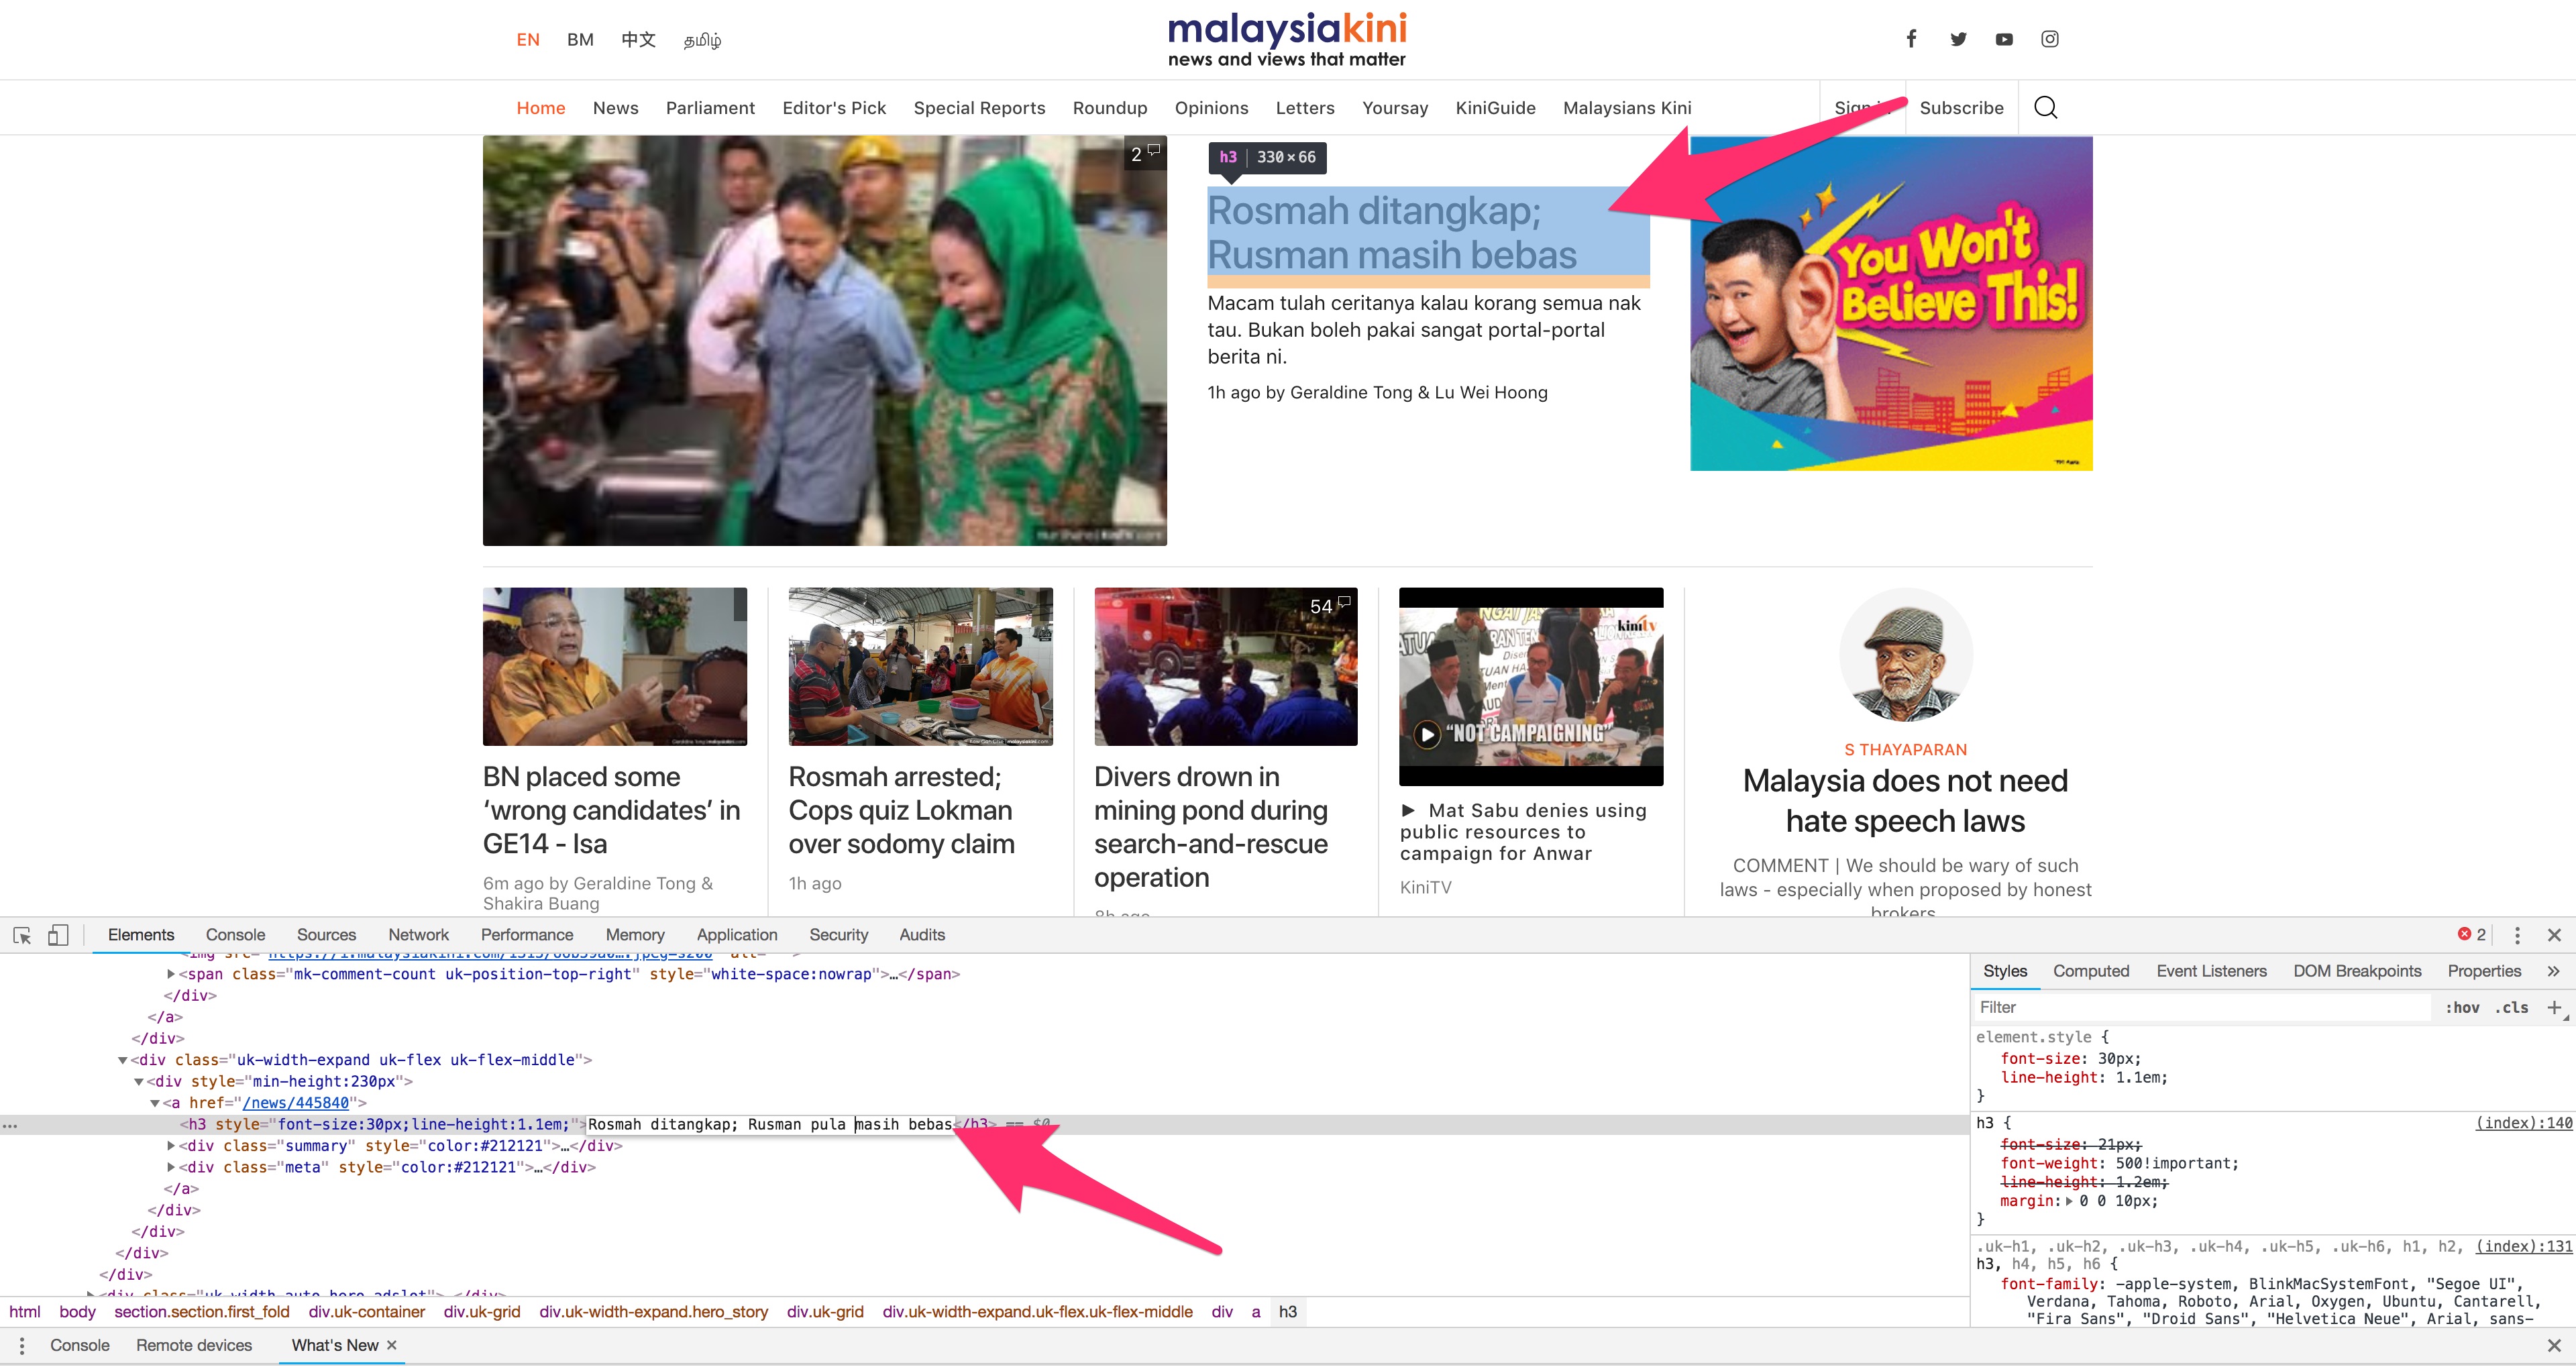 EN BM 中文 தமிழ்
malaysiakini
news and views that matter
Home News Parliament Editor's Pick Special Reports Roundup Opinions Letters Yoursay KiniGuide Malaysians Kini Subscribe
2
h3 330 × 66
Rosmah ditangkap;
Rusman masih bebas
Macam tulah ceritanya kalau korang semua nak
tau. Bukan boleh pakai sangat portal-portal
berita ni.
1h ago by Geraldine Tong & Lu Wei Hoong
You Won't
Believe This!
BN placed some
‘wrong candidates’ in
GE14 - Isa
6m ago by Geraldine Tong &
Shakira Buang
Rosmah arrested;
Cops quiz Lokman
over sodomy claim
1h ago
54
Divers drown in
mining pond during
search-and-rescue
operation
8h ago
kinitv
“NOT CAMPAIGNING”
► Mat Sabu denies using
public resources to
campaign for Anwar
KiniTV
S THAYAPARAN
Malaysia does not need
hate speech laws
COMMENT | We should be wary of such
laws - especially when proposed by honest
brokers
Elements Console Sources Network Performance Memory Application Security Audits 2
<span class="mk-comment-count uk-position-top-right" style="white-space:nowrap">…</span>
</div>
</a>
</div>
<div class="uk-width-expand uk-flex uk-flex-middle">
<div style="min-height:230px">
<a href="/news/445840">
<h3 style="font-size:30px;line-height:1.1em;">Rosmah ditangkap; Rusman pula masih bebas</h3> == $0
<div class="summary" style="color:#212121">…</div>
<div class="meta" style="color:#212121">…</div>
</a>
</div>
</div>
</div>
</div>
<div class="uk-width-auto hero-adslot">…</div>
html body section.section.first_fold div.uk-container div.uk-grid div.uk-width-expand.hero_story div.uk-grid div.uk-width-expand.uk-flex.uk-flex-middle div a h3
Console Remote devices What's New ×
Styles Computed Event Listeners DOM Breakpoints Properties »
Filter :hov .cls +
element.style {
font-size: 30px;
line-height: 1.1em;
}
h3 { (index):140
font-size: 21px;
font-weight: 500!important;
line-height: 1.2em;
margin: 0 0 10px;
}
.uk-h1, .uk-h2, .uk-h3, .uk-h4, .uk-h5, .uk-h6, h1, h2, (index):131
h3, h4, h5, h6 {
font-family: -apple-system, BlinkMacSystemFont, "Segoe UI",
Verdana, Tahoma, Roboto, Arial, Oxygen, Ubuntu, Cantarell,
"Fira Sans", "Droid Sans", "Helvetica Neue", Arial, sans-